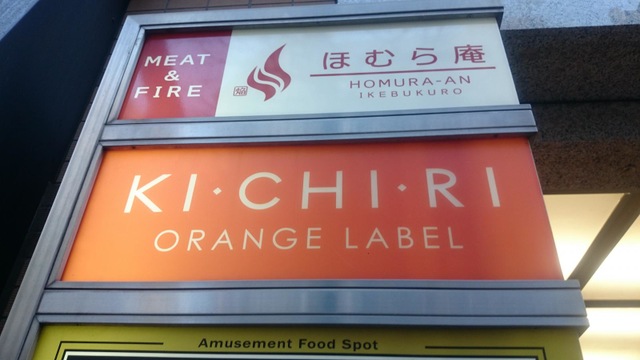 MEAT
&
FIRE
ほむら庵
HOMURA-AN
IKEBUKURO
KI・CHI・RI
ORANGE LABEL
Amusement Food Spot